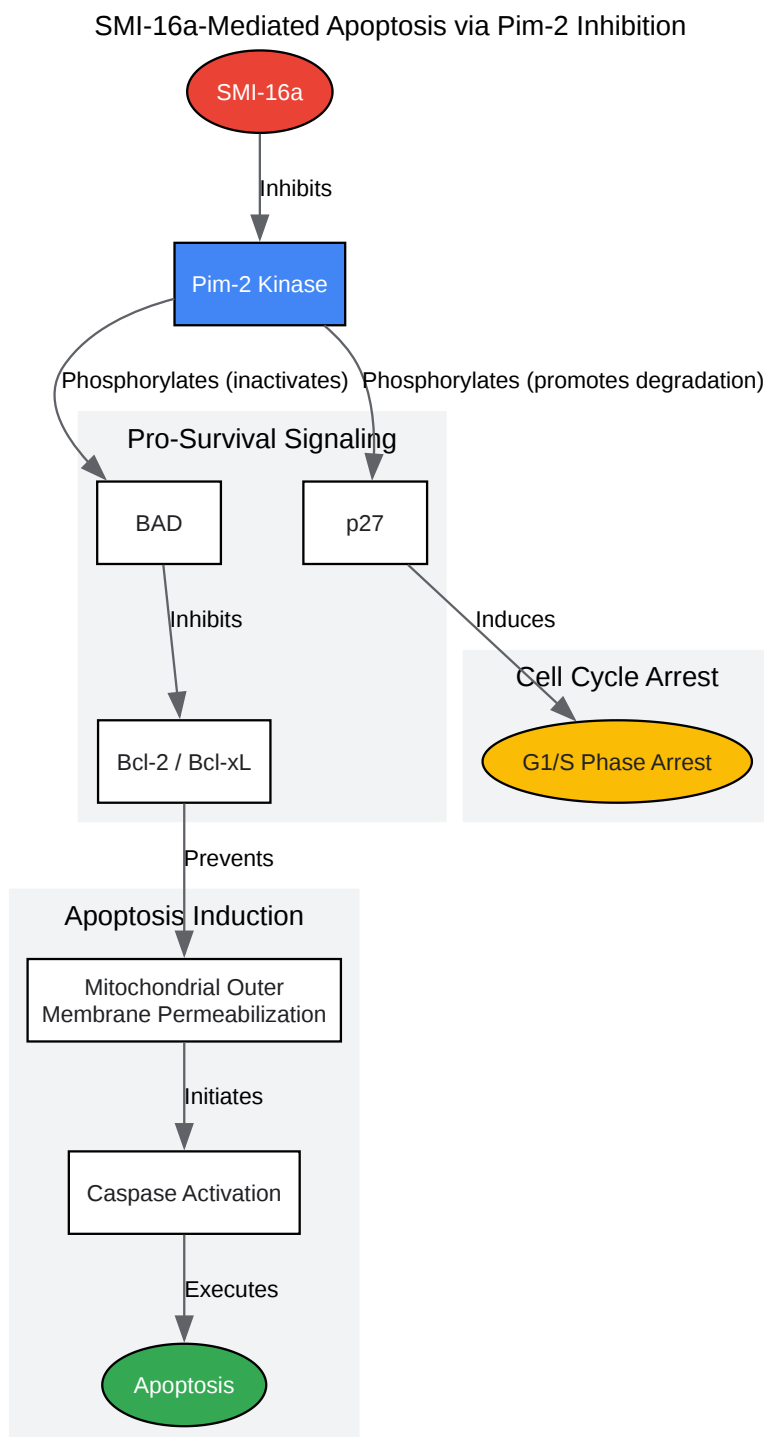 SMI-16a-Mediated Apoptosis via Pim-2 Inhibition
SMI-16a
Inhibits
Pim-2 Kinase
Phosphorylates (inactivates)
Phosphorylates (promotes degradation)
Pro-Survival Signaling
BAD
p27
Inhibits
Induces
Cell Cycle Arrest
Bcl-2 / Bcl-xL
G1/S Phase Arrest
Prevents
Apoptosis Induction
Mitochondrial Outer
Membrane Permeabilization
Initiates
Caspase Activation
Executes
Apoptosis